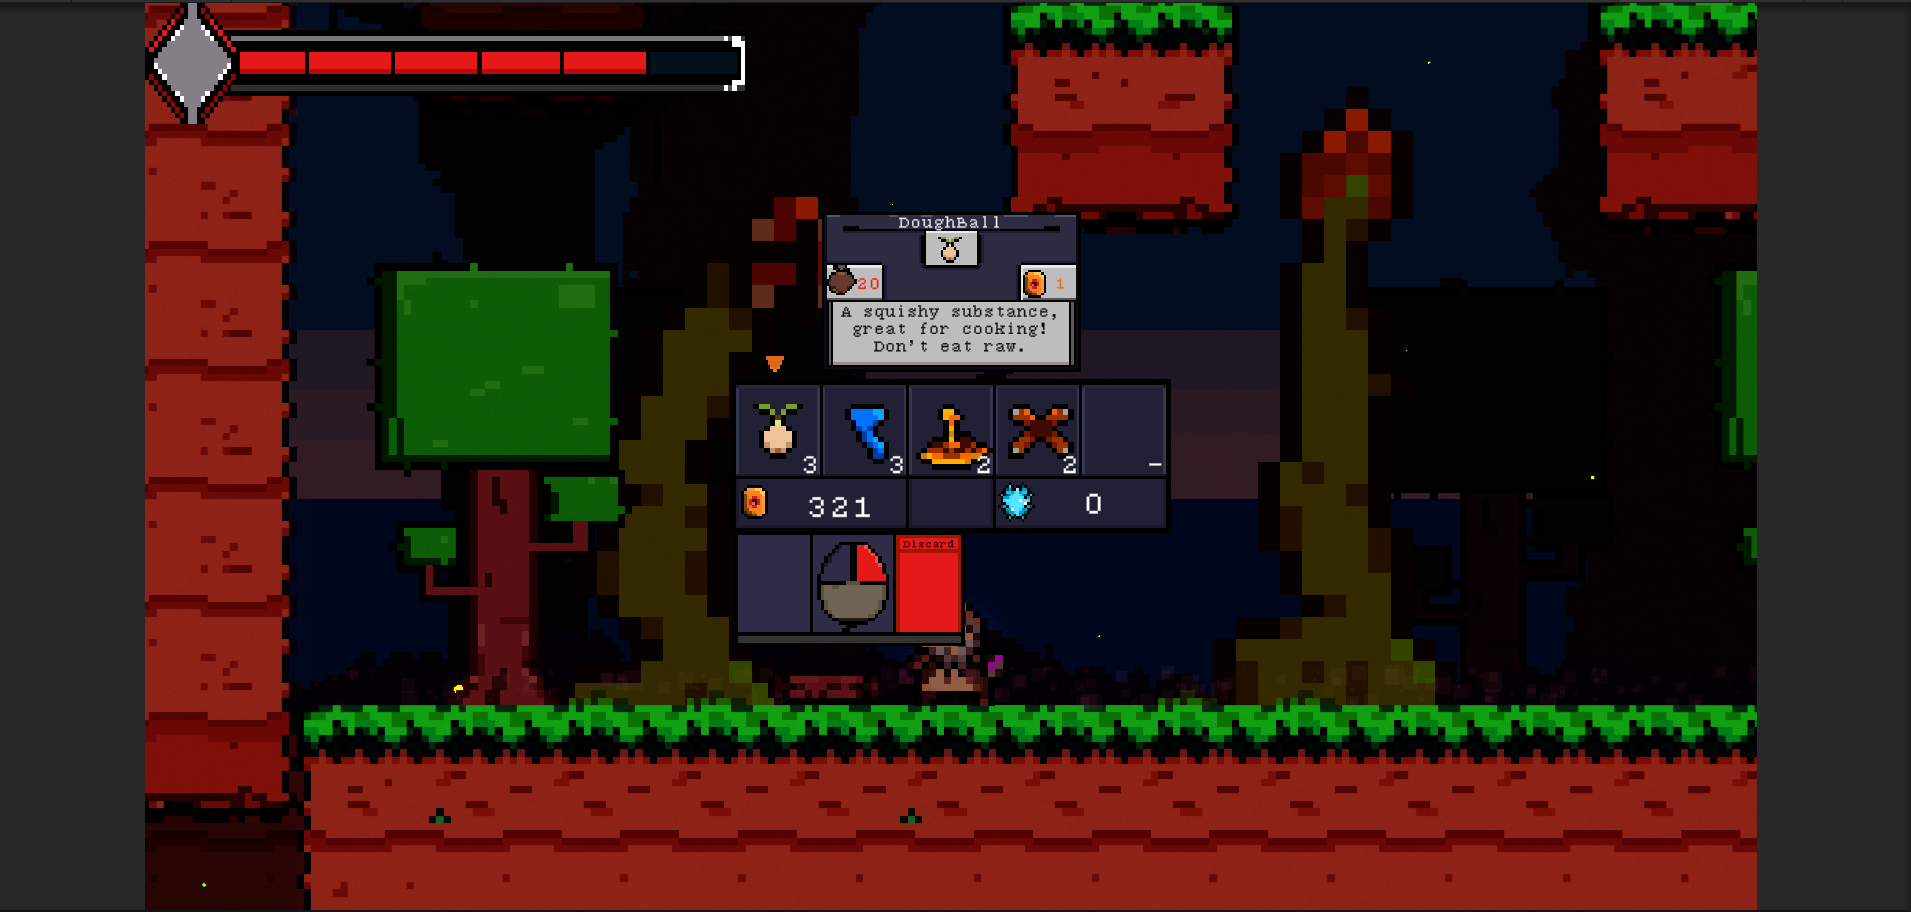 DoughBall
20
1
A squishy substance,
great for cooking!
Don't eat raw.
3
3
2
2
-
321
0
Discard